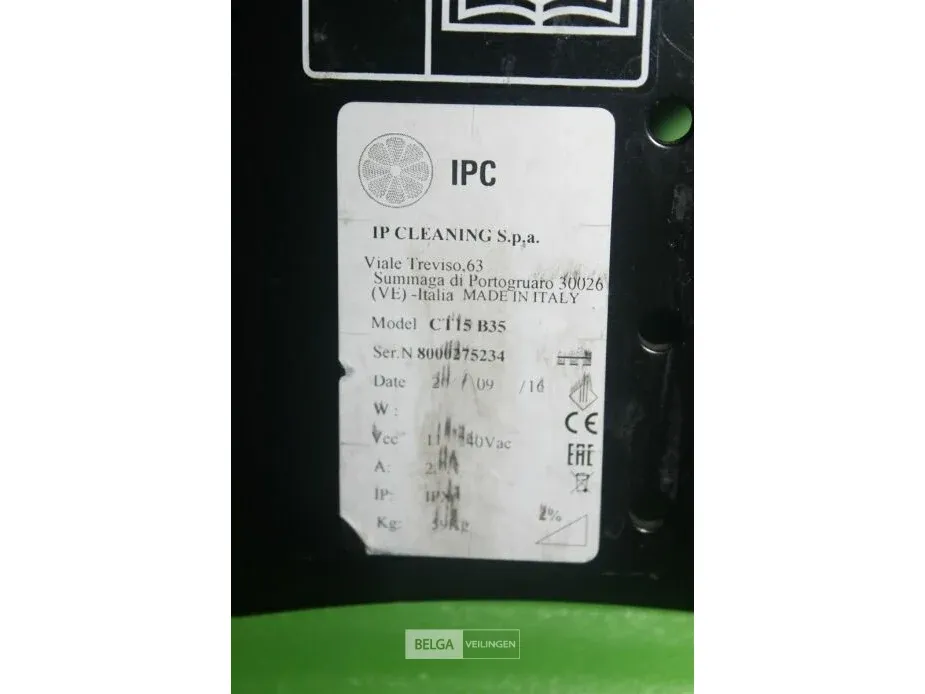 IPC
IP CLEANING S.p.a.
Viale Treviso,63
Summaga di Portogruaro 30026
(VE) -Italia MADE IN ITALY
Model CT15 B35
Ser.N 8000275234
Date /09 /16
W :
Vcc
A:
IP:
Kg:
CE
EAC
2%
BELGA VEILINGEN